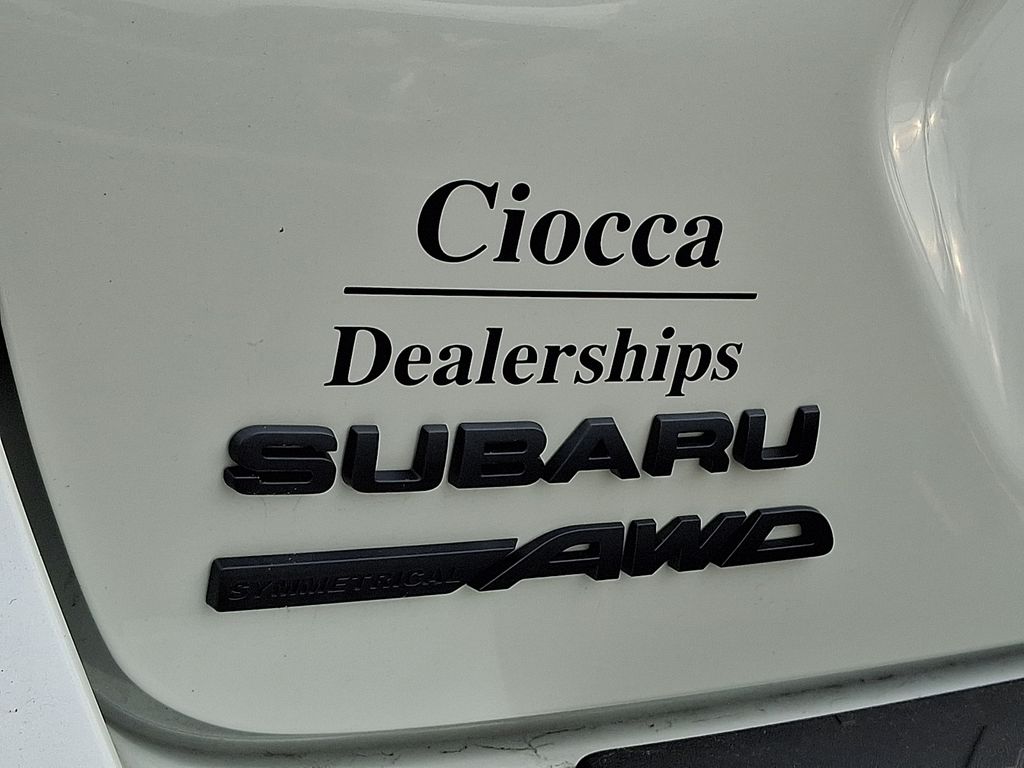 Ciocca
Dealerships
SUBARU
SYMMETRICAL AWD